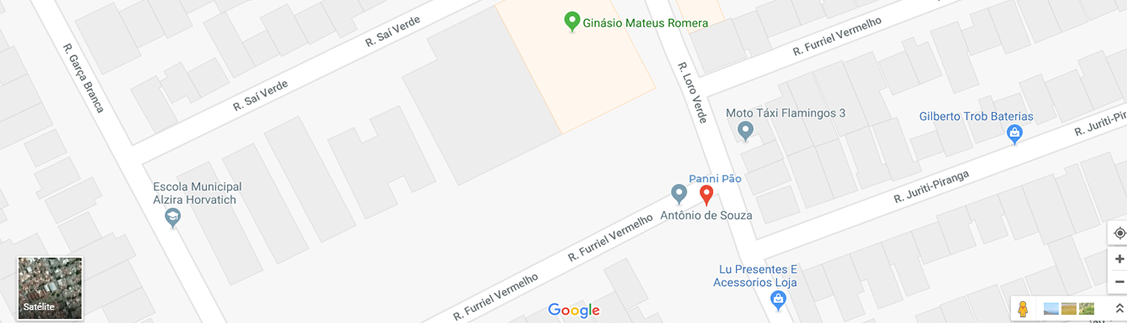 Ginásio Mateus Romera
R. Saí Verde
R. Furriel Vermelho
R. Garça Branca
R. Loro Verde
R. Saí Verde
Moto Táxi Flamingos 3
Gilberto Trob Baterias
R. Juriti-Piranga
Panni Pão
R. Juriti-Piranga
Escola Municipal
Alzira Horvatich
Antônio de Souza
R. Furriel Vermelho
Lu Presentes E
Acessorios Loja
R. Furriel Vermelho
Satélite
Google